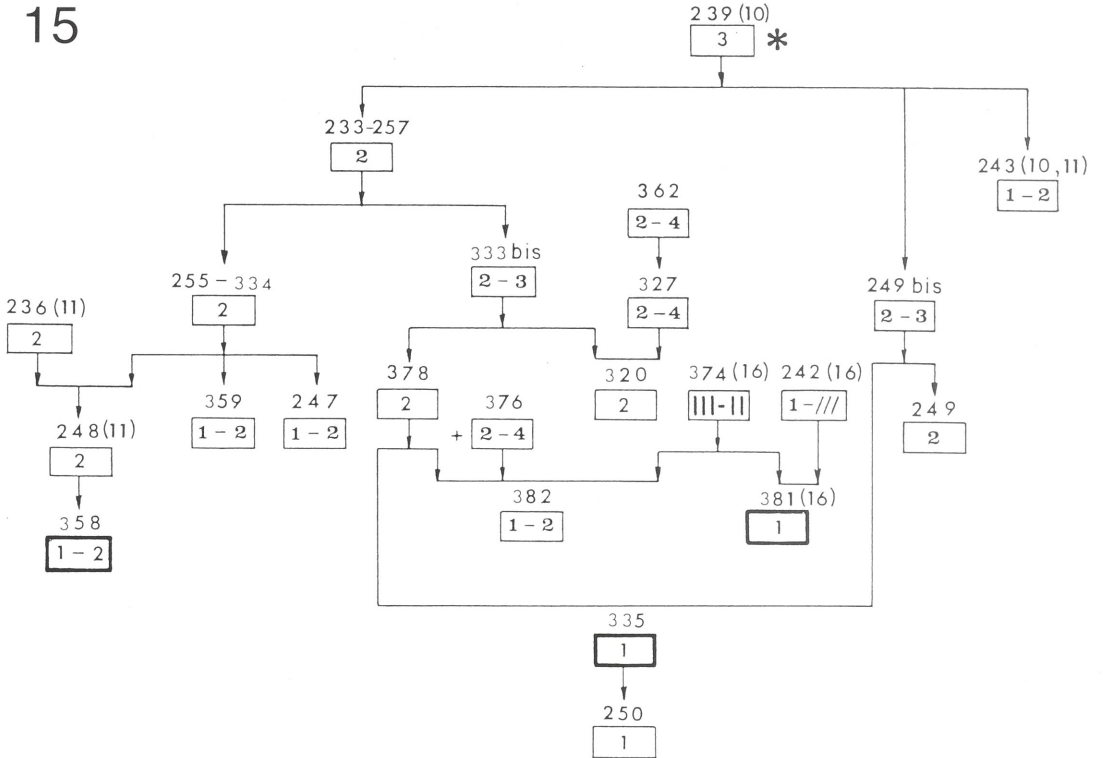 15
239 (10)
3 *
233-257
2
243 (10, 11)
1 - 2
362
2 - 4
255 - 334
2
333 bis
2 - 3
327
2 - 4
249 bis
2 - 3
236 (11)
2
378
2
320
2
374 (16)
III-II
242 (16)
1 - ///
359
1 - 2
247
1 - 2
376
+ 2 - 4
249
2
248 (11)
2
382
1 - 2
381 (16)
1
358
1 - 2
335
1
250
1